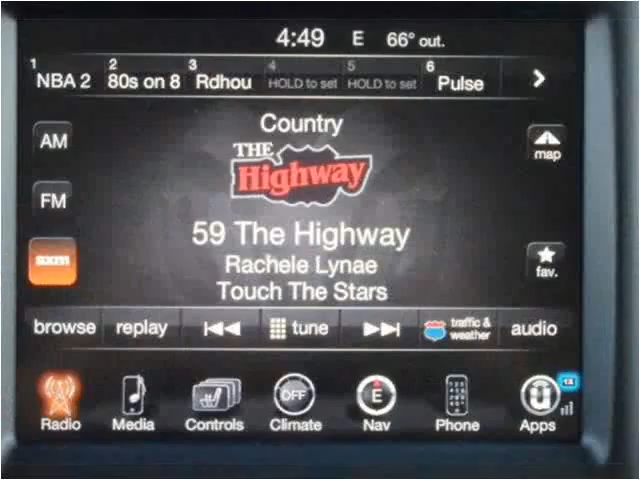 4:49 E 66° out.
1 2 3 4 5 6
NBA 2 80s on 8 Rdhou HOLD to set HOLD to set Pulse
Country
AM
THE
Highway
map
FM
59 The Highway
sxm
Rachele Lynae
fav.
Touch The Stars
browse replay tune traffic & weather audio
OFF E 1X
Radio Media Controls Climate Nav Phone Apps